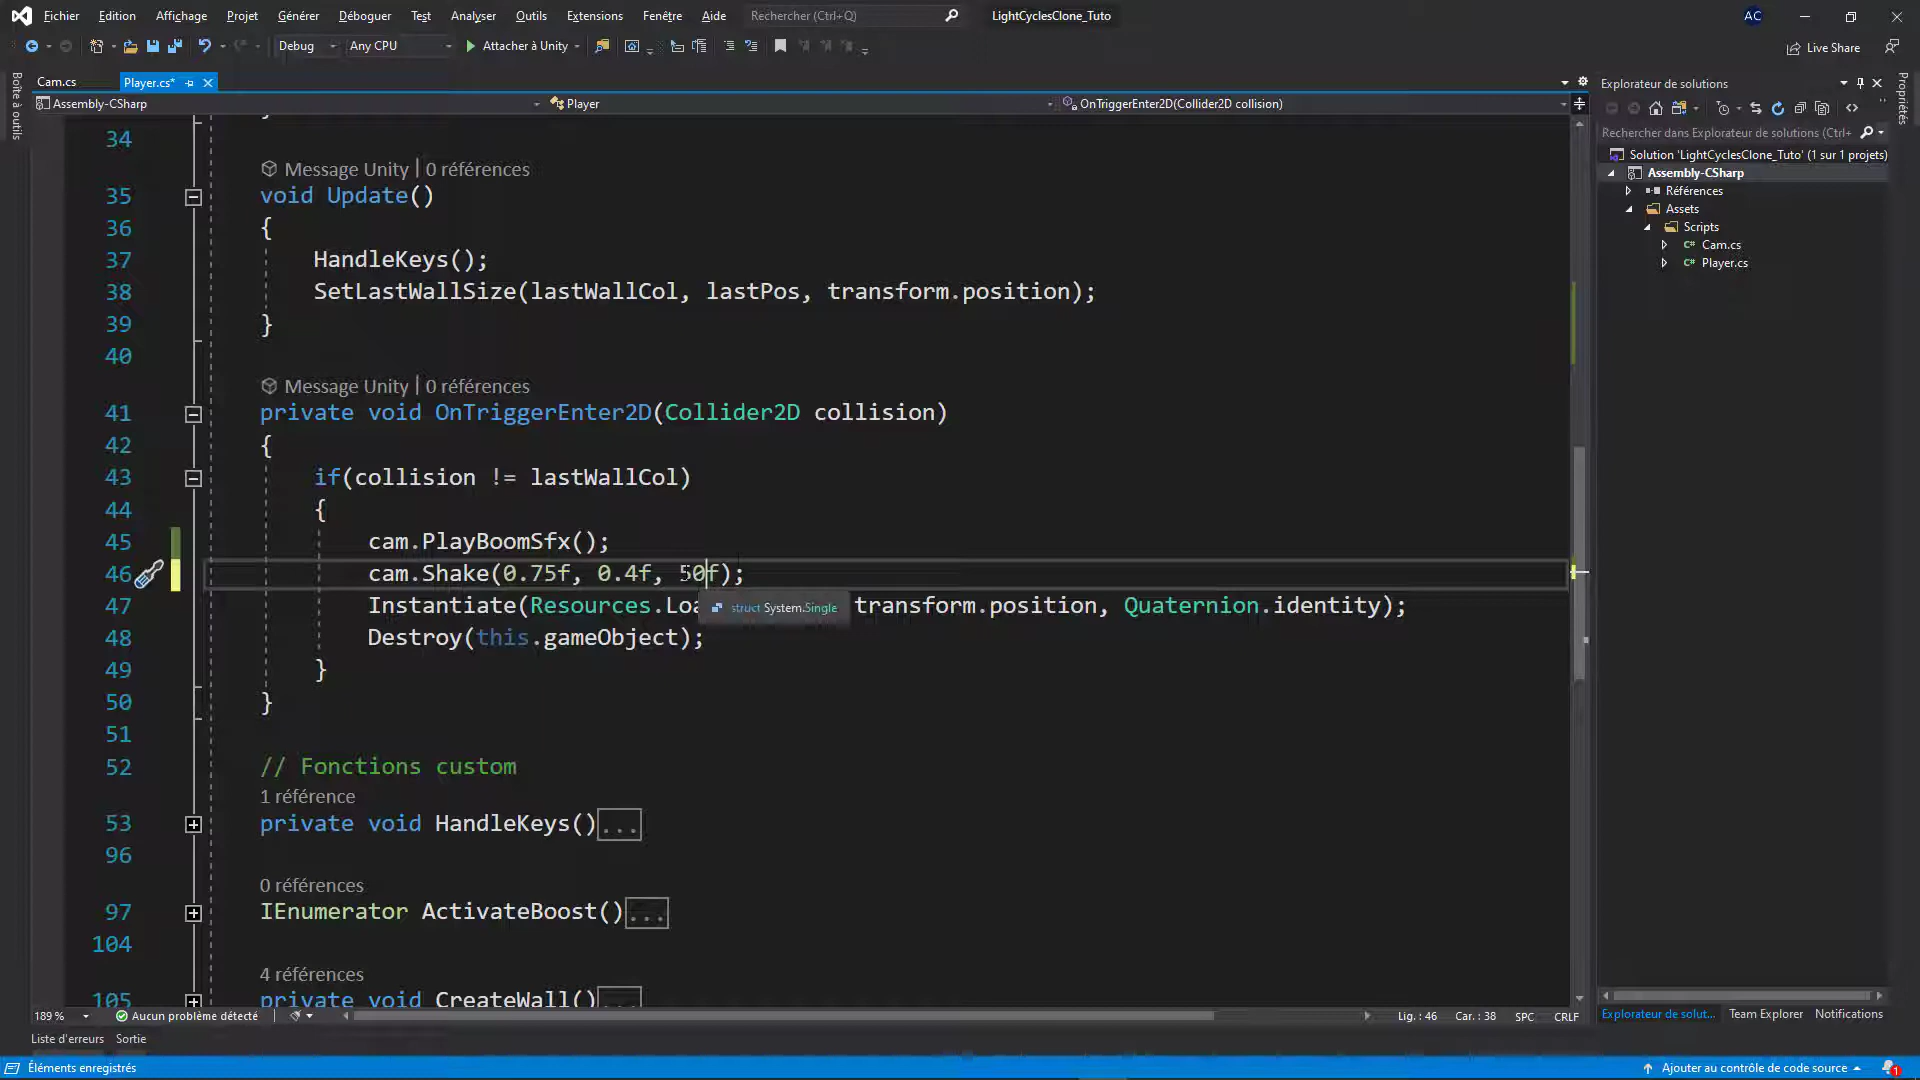 Fichier Edition Affichage Projet Générer Déboguer Test Analyser Outils Extensions Fenêtre Aide Rechercher (Ctrl+Q) LightCyclesClone_Tuto AC
Debug Any CPU Attacher à Unity Live Share
Boîte à outils
Cam.cs Player.cs*
Assembly-CSharp Player OnTriggerEnter2D(Collider2D collision)
34
Message Unity | 0 références
35 void Update()
36 {
37 HandleKeys();
38 SetLastWallSize(lastWallCol, lastPos, transform.position);
39 }
40
Message Unity | 0 références
41 private void OnTriggerEnter2D(Collider2D collision)
42 {
43 if(collision != lastWallCol)
44 {
45 cam.PlayBoomSfx();
46 cam.Shake(0.75f, 0.4f, 50f);
47 Instantiate(Resources.Loa transform.position, Quaternion.identity);
struct System.Single
48 Destroy(this.gameObject);
49 }
50 }
51
52 // Fonctions custom
1 référence
53 private void HandleKeys()...
96
0 références
97 IEnumerator ActivateBoost()...
104
4 références
105 private void CreateWall()...
189 % Aucun problème détecté Lig. : 46 Car. : 38 SPC CRLF
Liste d'erreurs Sortie
Éléments enregistrés Ajouter au contrôle de code source 1
Explorateur de solutions
Rechercher dans Explorateur de solutions (Ctrl+
Solution 'LightCyclesClone_Tuto' (1 sur 1 projets)
Assembly-CSharp
Références
Assets
Scripts
Cam.cs
Player.cs
Explorateur de solut... Team Explorer Notifications
Propriétés